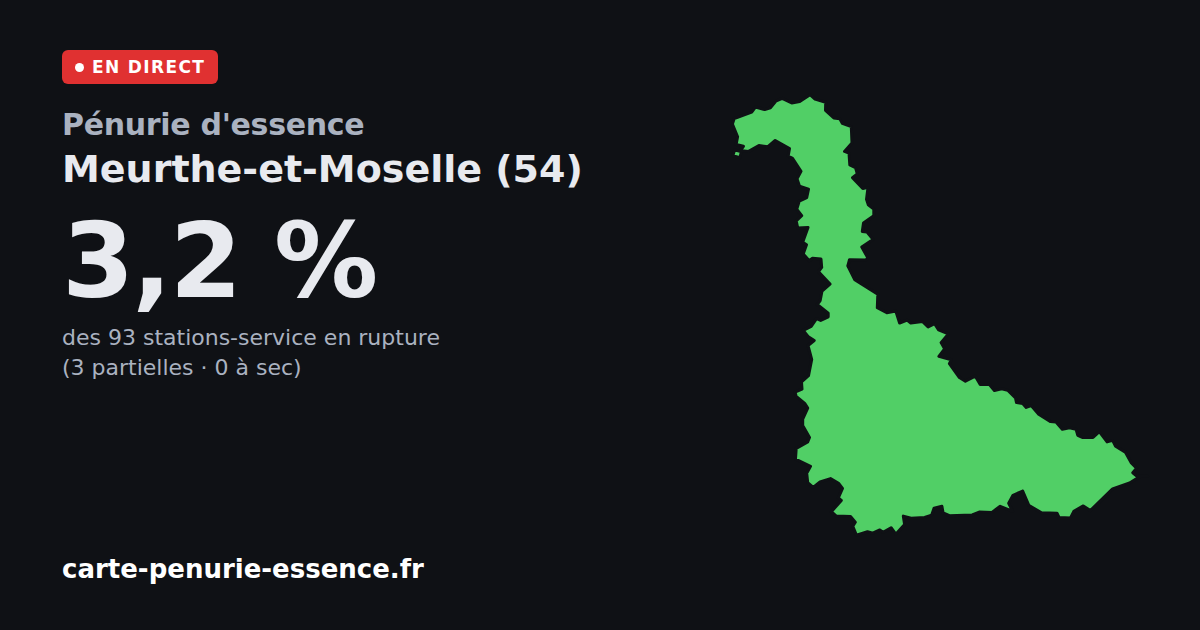 EN DIRECT
Pénurie d'essence
Meurthe-et-Moselle (54)
3,2 %
des 93 stations-service en rupture
(3 partielles · 0 à sec)
carte-penurie-essence.fr